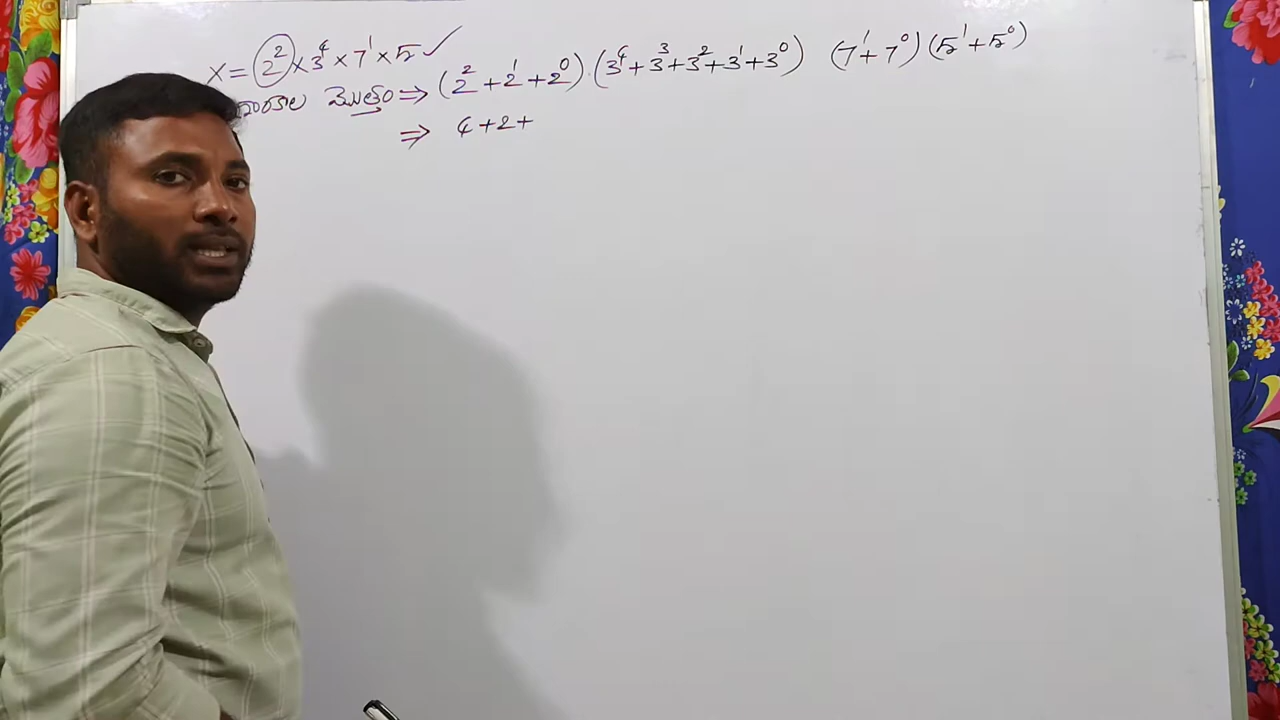 x = 2² × 3⁴ × 7¹ × 5 ✓
మొత్తం ⇒ (2² + 2¹ + 2⁰) . (3⁴ + 3³ + 3² + 3¹ + 3⁰) (7¹ + 7⁰) (5¹ + 5⁰)
⇒ 4 + 2 +